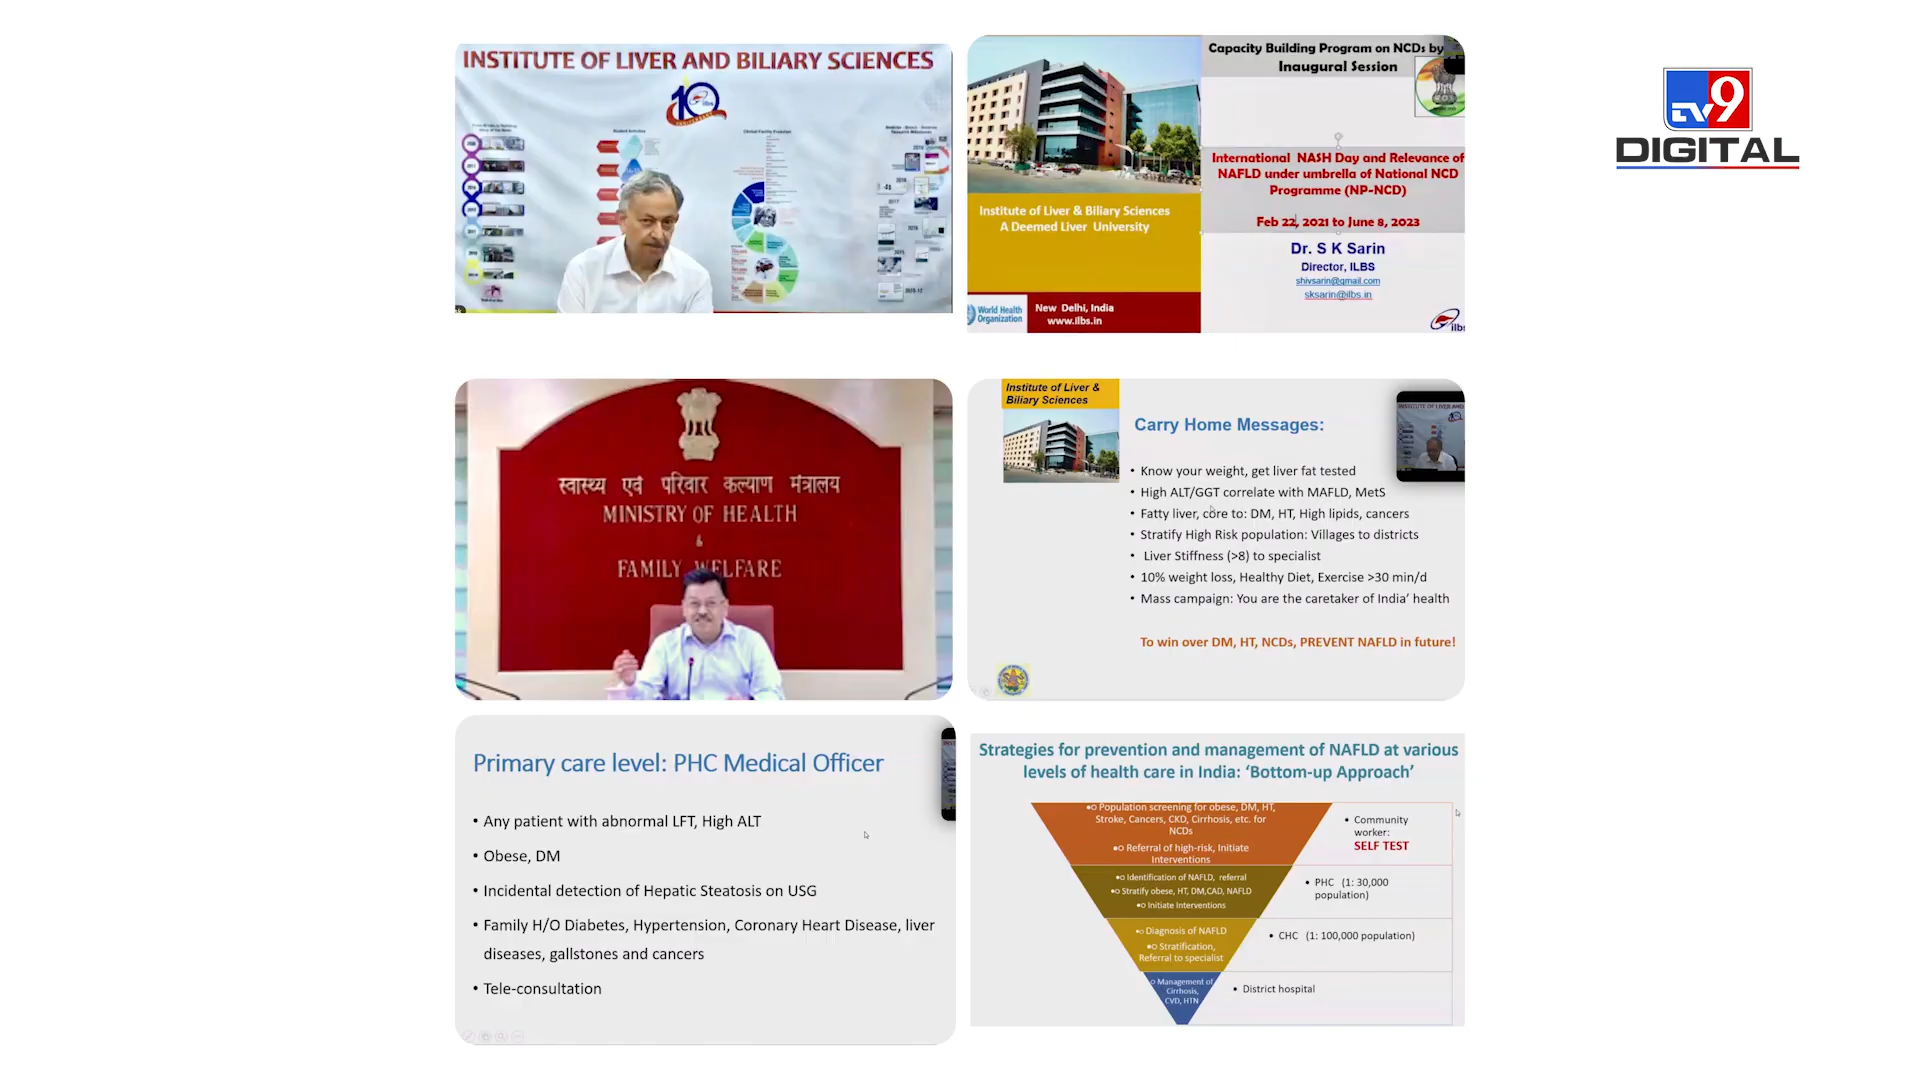 INSTITUTE OF LIVER AND BILIARY SCIENCES
10
ilbs
Capacity Building Program on NCDs by
Inaugural Session
International NASH Day and Relevance of
NAFLD under umbrella of National NCD
Programme (NP-NCD)
Feb 22, 2021 to June 8, 2023
Dr. S K Sarin
Director, ILBS
shivsarin@gmail.com
sksarin@ilbs.in
ilbs
Institute of Liver & Biliary Sciences
A Deemed Liver University
World Health
Organization
New Delhi, India
www.ilbs.in
TV9
DIGITAL
स्वास्थ्य एवं परिवार कल्याण मंत्रालय
MINISTRY OF HEALTH
&
FAMILY WELFARE
Institute of Liver &
Biliary Sciences
Carry Home Messages:
• Know your weight, get liver fat tested
• High ALT/GGT correlate with MAFLD, MetS
• Fatty liver, core to: DM, HT, High lipids, cancers
• Stratify High Risk population: Villages to districts
• Liver Stiffness (>8) to specialist
• 10% weight loss, Healthy Diet, Exercise >30 min/d
• Mass campaign: You are the caretaker of India’ health
To win over DM, HT, NCDs, PREVENT NAFLD in future!
Primary care level: PHC Medical Officer
• Any patient with abnormal LFT, High ALT
• Obese, DM
• Incidental detection of Hepatic Steatosis on USG
• Family H/O Diabetes, Hypertension, Coronary Heart Disease, liver
diseases, gallstones and cancers
• Tele-consultation
Strategies for prevention and management of NAFLD at various
levels of health care in India: ‘Bottom-up Approach’
•o Population screening for obese, DM, HT,
Stroke, Cancers, CKD, Cirrhosis, etc. for
NCDs
•o Referral of high-risk, Initiate
Interventions
• Community
worker:
SELF TEST
•o Identification of NAFLD, referral
•o Stratify obese, HT, DM,CAD, NAFLD
•o Initiate Interventions
• PHC (1: 30,000
population)
•o Diagnosis of NAFLD
•o Stratification,
Referral to specialist
• CHC (1: 100,000 population)
o Management of
Cirrhosis,
CVD, HTN
• District hospital